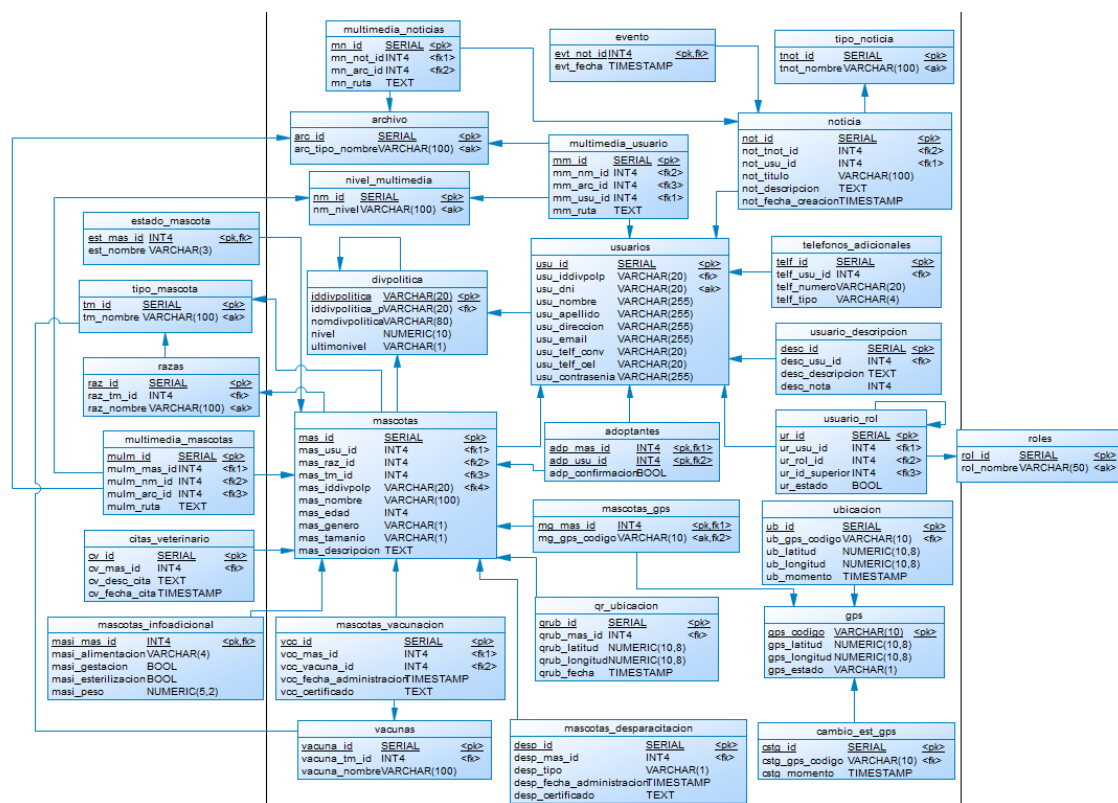 multimedia_noticias
mn_id SERIAL <pk>
mn_not_id INT4 <fk1>
mn_arc_id INT4 <fk2>
mn_ruta TEXT
evento
evt_not_id INT4 <pk,fk>
evt_fecha TIMESTAMP
tipo_noticia
tnot_id SERIAL <pk>
tnot_nombre VARCHAR(100) <ak>
archivo
arc_id SERIAL <pk>
arc_tipo_nombre VARCHAR(100) <ak>
noticia
not_id SERIAL <pk>
not_tnot_id INT4 <fk2>
not_usu_id INT4 <fk1>
not_titulo VARCHAR(100)
not_descripcion TEXT
not_fecha_creacion TIMESTAMP
multimedia_usuario
mm_id SERIAL <pk>
mm_nm_id INT4 <fk2>
mm_arc_id INT4 <fk3>
mm_usu_id INT4 <fk1>
mm_ruta TEXT
nivel_multimedia
nm_id SERIAL <pk>
nm_nivel VARCHAR(100) <ak>
estado_mascota
est_mas_id INT4 <pk,fk>
est_nombre VARCHAR(3)
usuarios
usu_id SERIAL <pk>
usu_iddivpolp VARCHAR(20) <fk>
usu_dni VARCHAR(20) <ak>
usu_nombre VARCHAR(255)
usu_apellido VARCHAR(255)
usu_direccion VARCHAR(255)
usu_email VARCHAR(255)
usu_telf_conv VARCHAR(20)
usu_telf_cel VARCHAR(20)
usu_contrasenia VARCHAR(255)
telefonos_adicionales
telf_id SERIAL <pk>
telf_usu_id INT4 <fk>
telf_numero VARCHAR(20)
telf_tipo VARCHAR(4)
divpolitica
iddivpolitica VARCHAR(20) <pk>
iddivpolitica_p VARCHAR(20) <fk>
nomdivpolitica VARCHAR(80)
nivel NUMERIC(10)
ultimonivel VARCHAR(1)
tipo_mascota
tm_id SERIAL <pk>
tm_nombre VARCHAR(100) <ak>
usuario_descripcion
desc_id SERIAL <pk>
desc_usu_id INT4 <fk>
desc_descripcion TEXT
desc_nota INT4
razas
raz_id SERIAL <pk>
raz_tm_id INT4 <fk>
raz_nombre VARCHAR(100) <ak>
mascotas
mas_id SERIAL <pk>
mas_usu_id INT4 <fk1>
mas_raz_id INT4 <fk2>
mas_tm_id INT4 <fk3>
mas_iddivpolp VARCHAR(20) <fk4>
mas_nombre VARCHAR(100)
mas_edad INT4
mas_genero VARCHAR(1)
mas_tamanio VARCHAR(1)
mas_descripcion TEXT
adoptantes
adp_mas_id INT4 <pk,fk1>
adp_usu_id INT4 <pk,fk2>
adp_confirmacion BOOL
usuario_rol
ur_id SERIAL <pk>
ur_usu_id INT4 <fk1>
ur_rol_id INT4 <fk2>
ur_id_superior INT4 <fk3>
ur_estado BOOL
roles
rol_id SERIAL <pk>
rol_nombre VARCHAR(50) <ak>
multimedia_mascotas
mulm_id SERIAL <pk>
mulm_mas_id INT4 <fk1>
mulm_nm_id INT4 <fk2>
mulm_arc_id INT4 <fk3>
mulm_ruta TEXT
mascotas_gps
mg_mas_id INT4 <pk,fk1>
mg_gps_codigo VARCHAR(10) <ak,fk2>
ubicacion
ub_id SERIAL <pk>
ub_gps_codigo VARCHAR(10) <fk>
ub_latitud NUMERIC(10,8)
ub_longitud NUMERIC(10,8)
ub_momento TIMESTAMP
citas_veterinario
cv_id SERIAL <pk>
cv_mas_id INT4 <fk>
cv_desc_cita TEXT
cv_fecha_cita TIMESTAMP
mascotas_infoadicional
masi_mas_id INT4 <pk,fk>
masi_alimentacion VARCHAR(4)
masi_gestacion BOOL
masi_esterilizacion BOOL
masi_peso NUMERIC(5,2)
mascotas_vacunacion
vcc_id SERIAL <pk>
vcc_mas_id INT4 <fk1>
vcc_vacuna_id INT4 <fk2>
vcc_fecha_administracion TIMESTAMP
vcc_certificado TEXT
qr_ubicacion
qrub_id SERIAL <pk>
qrub_mas_id INT4 <fk>
qrub_latitud NUMERIC(10,8)
qrub_longitud NUMERIC(10,8)
qrub_fecha TIMESTAMP
gps
gps_codigo VARCHAR(10) <pk>
gps_latitud NUMERIC(10,8)
gps_longitud NUMERIC(10,8)
gps_estado VARCHAR(1)
vacunas
vacuna_id SERIAL <pk>
vacuna_tm_id INT4 <fk>
vacuna_nombre VARCHAR(100)
mascotas_desparacitacion
desp_id SERIAL <pk>
desp_mas_id INT4 <fk>
desp_tipo VARCHAR(1)
desp_fecha_administracion TIMESTAMP
desp_certificado TEXT
cambio_est_gps
cstg_id SERIAL <pk>
cstg_gps_codigo VARCHAR(10) <fk>
cstg_momento TIMESTAMP